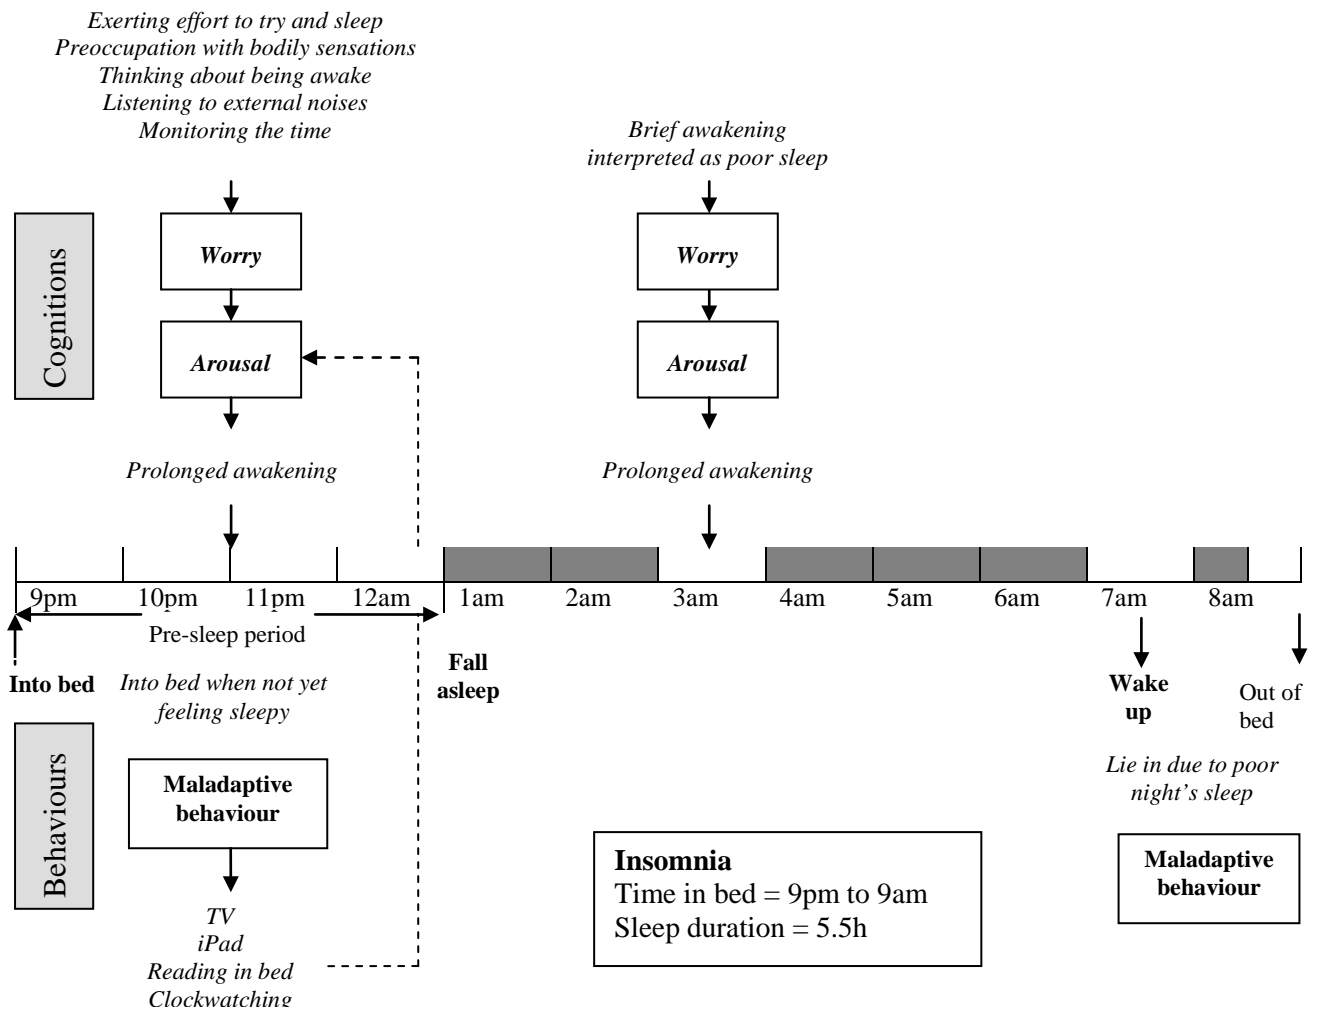 Exerting effort to try and sleep
Preoccupation with bodily sensations
Thinking about being awake
Listening to external noises
Monitoring the time
Brief awakening
interpreted as poor sleep
Cognitions
Worry
Worry
Arousal
Arousal
Prolonged awakening
Prolonged awakening
9pm 10pm 11pm 12am 1am 2am 3am 4am 5am 6am 7am 8am
Pre-sleep period
Into bed
Into bed when not yet
feeling sleepy
Fall
asleep
Wake
up
Out of
bed
Behaviours
Maladaptive
behaviour
TV
iPad
Reading in bed
Clockwatching
Insomnia
Time in bed = 9pm to 9am
Sleep duration = 5.5h
Lie in due to poor
night's sleep
Maladaptive
behaviour